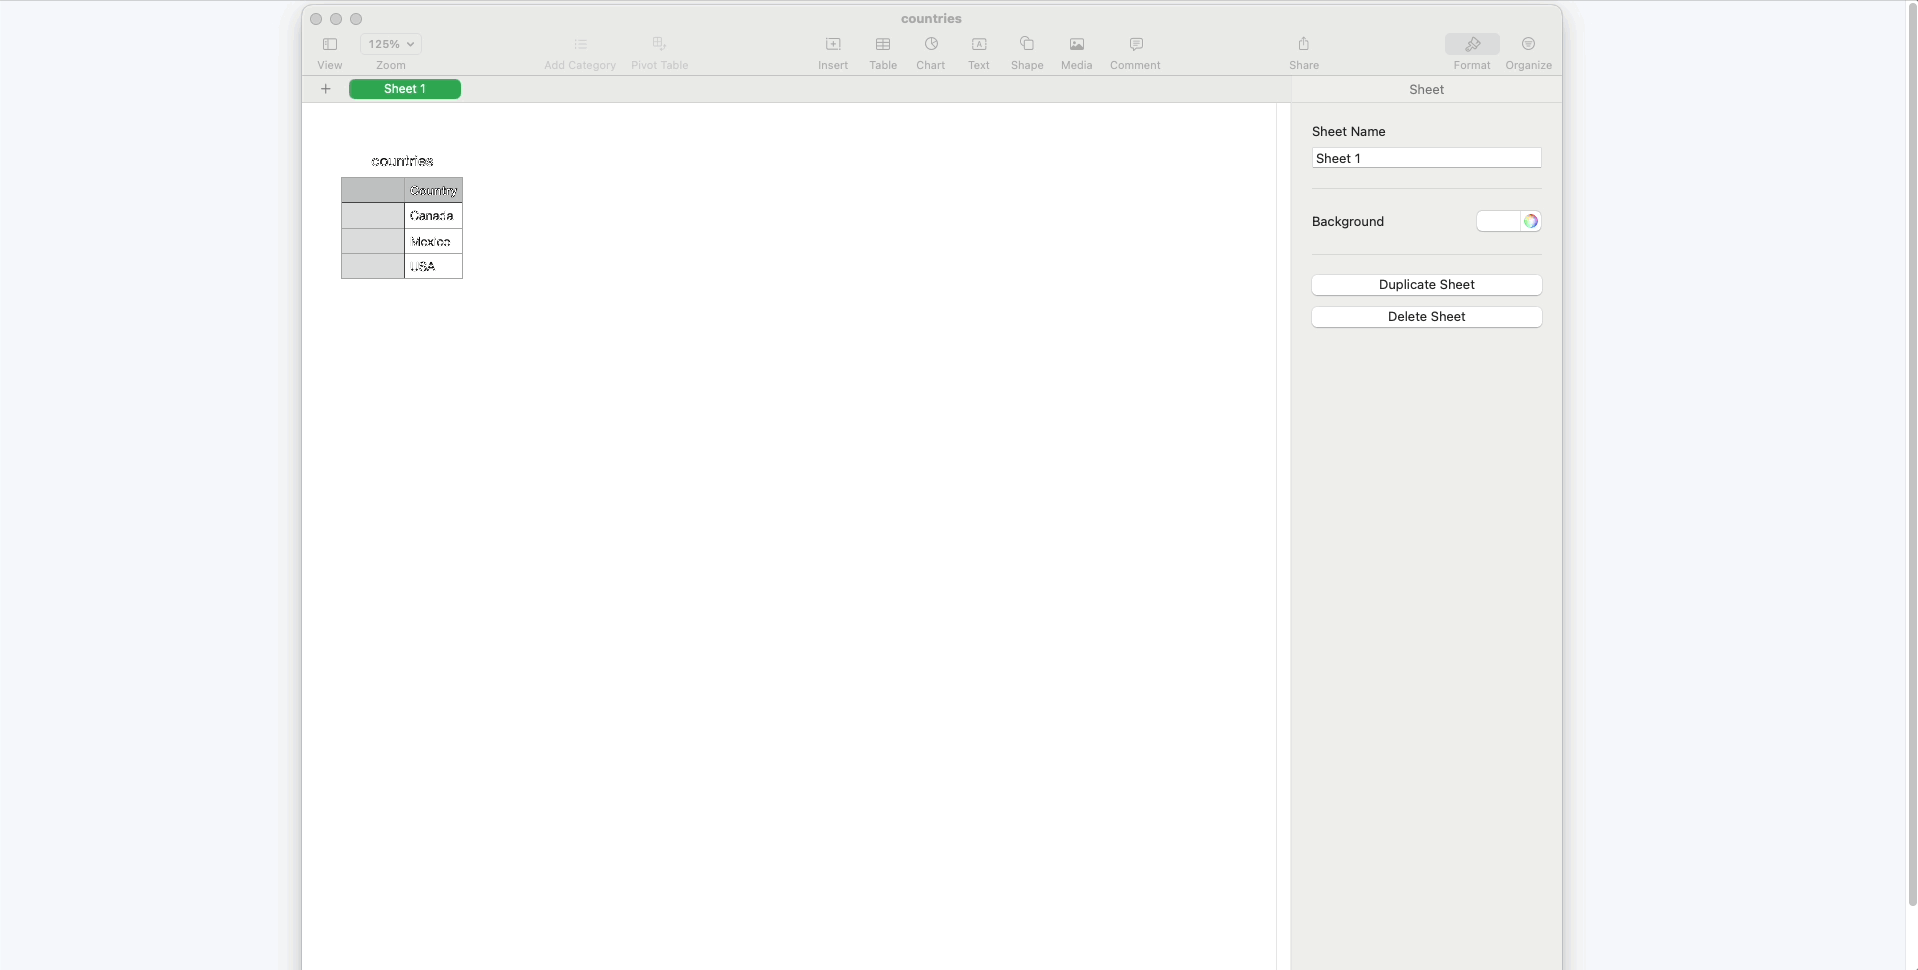 countries
125%
View
Zoom
Add Category
Pivot Table
Insert
Table
Chart
Text
Shape
Media
Comment
Share
Format
Organize
Sheet 1
Sheet
countries
Country
Canada
Mexico
USA
Sheet Name
Sheet 1
Background
Duplicate Sheet
Delete Sheet